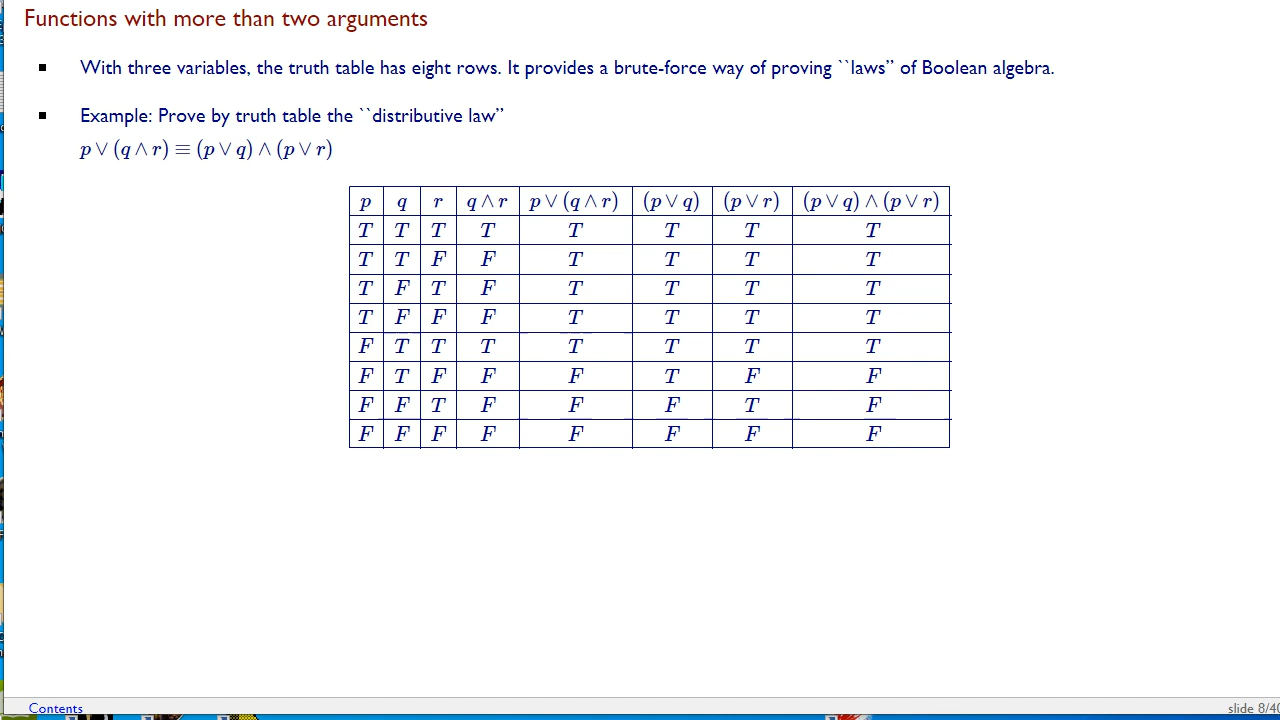 Functions with more than two arguments
With three variables, the truth table has eight rows. It provides a brute-force way of proving ``laws” of Boolean algebra.
Example: Prove by truth table the ``distributive law”
p ∨ (q ∧ r) ≡ (p ∨ q) ∧ (p ∨ r)
p q r q ∧ r p ∨ (q ∧ r) (p ∨ q) (p ∨ r) (p ∨ q) ∧ (p ∨ r)
T T T T T T T T
T T F F T T T T
T F T F T T T T
T F F F T T T T
F T T T T T T T
F T F F F T F F
F F T F F F T F
F F F F F F F F
Contents
slide 8/40